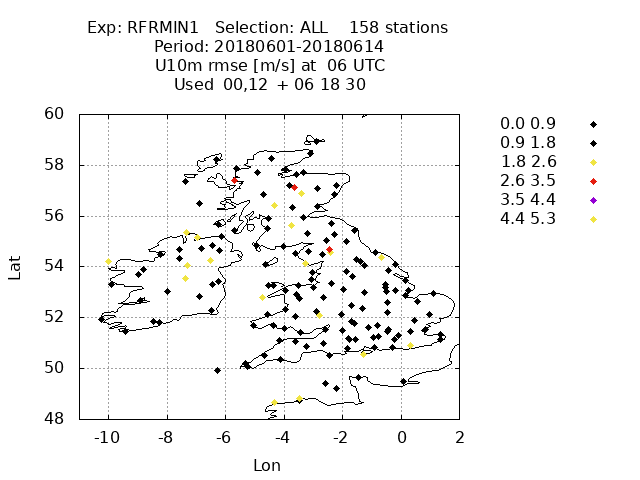 Exp: RFRMIN1 Selection: ALL 158 stations
Period: 20180601-20180614
U10m rmse [m/s] at 06 UTC
Used 00,12 + 06 18 30
60
58
56
54
52
50
48
-10 -8 -6 -4 -2 0 2
Lat
Lon
0.0 0.9
0.9 1.8
1.8 2.6
2.6 3.5
3.5 4.4
4.4 5.3